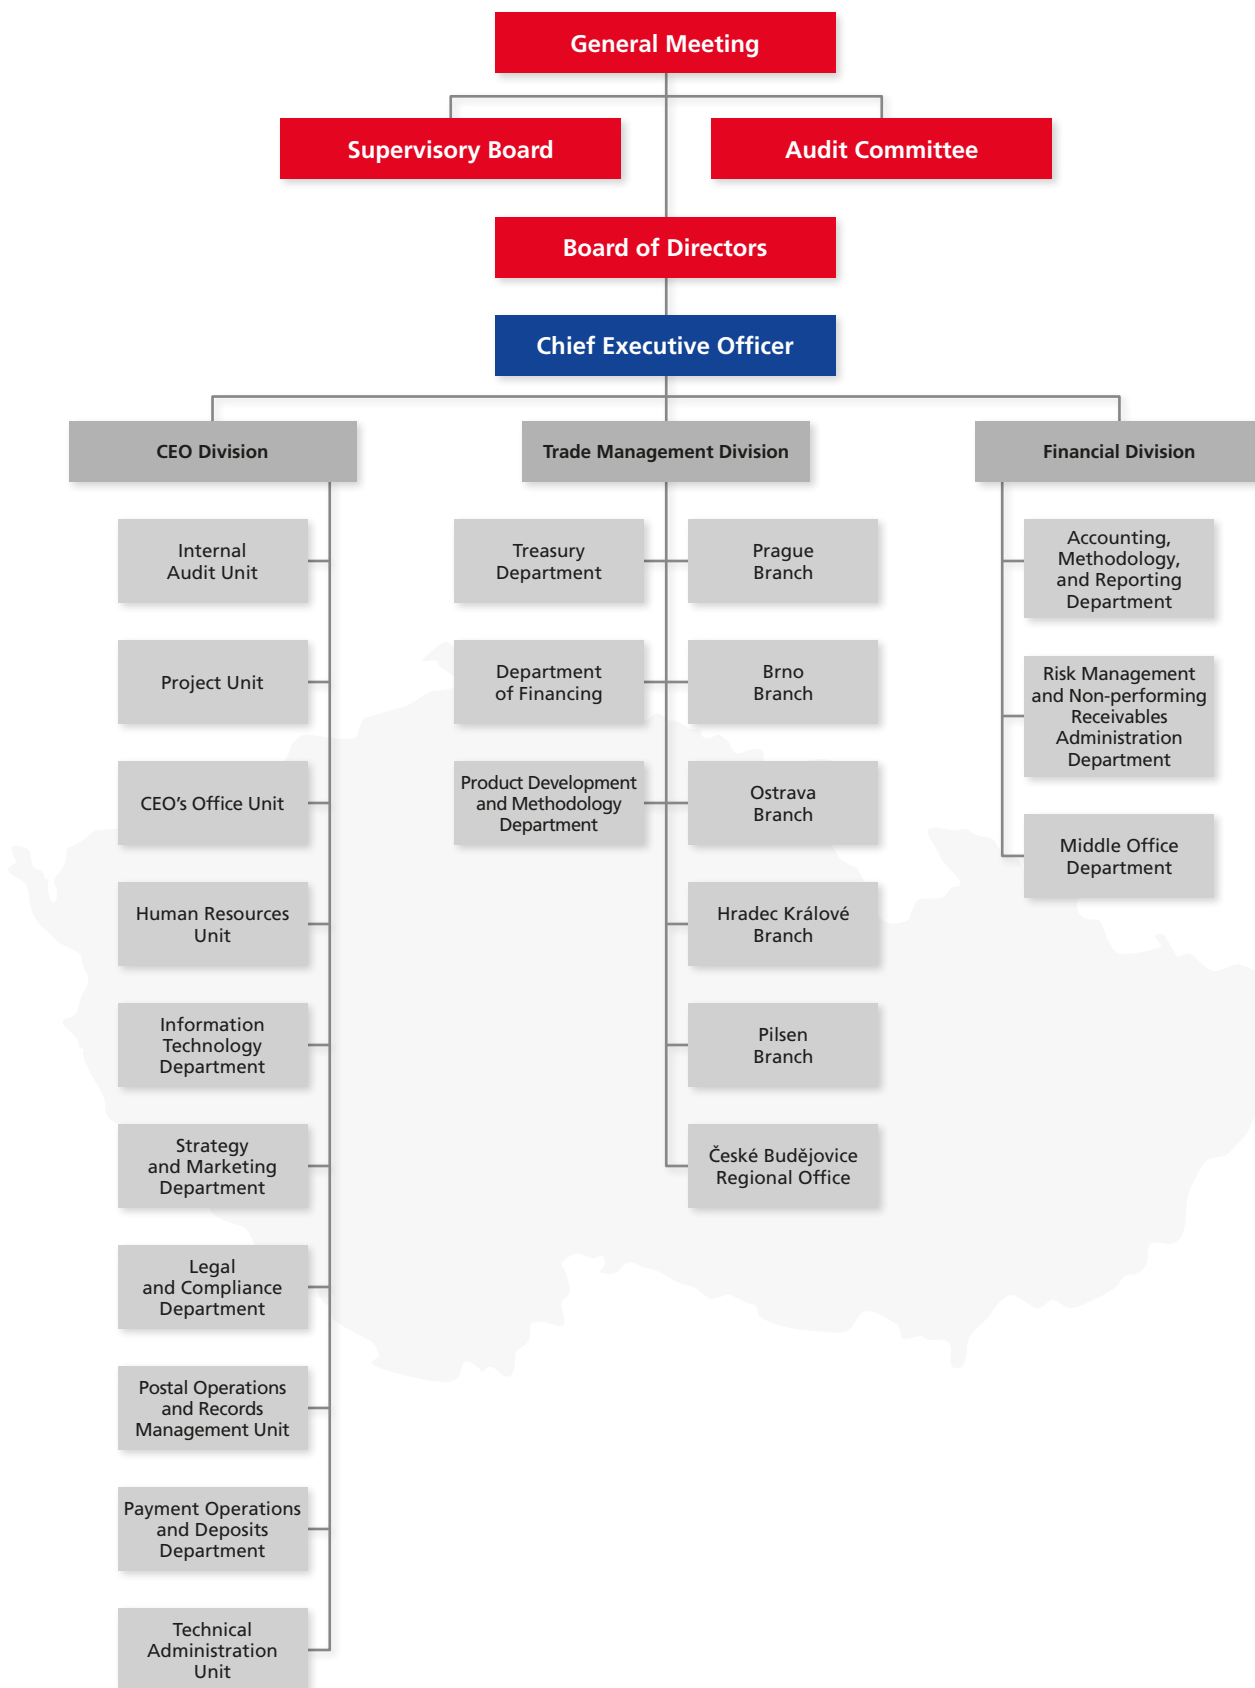 General Meeting
Supervisory Board
Audit Committee
Board of Directors
Chief Executive Officer
CEO Division
Trade Management Division
Financial Division
Internal
Audit Unit
Project Unit
CEO’s Office Unit
Human Resources
Unit
Information
Technology
Department
Strategy
and Marketing
Department
Legal
and Compliance
Department
Postal Operations
and Records
Management Unit
Payment Operations
and Deposits
Department
Technical
Administration
Unit
Treasury
Department
Department
of Financing
Product Development
and Methodology
Department
Prague
Branch
Brno
Branch
Ostrava
Branch
Hradec Králové
Branch
Pilsen
Branch
České Budějovice
Regional Office
Accounting,
Methodology,
and Reporting
Department
Risk Management
and Non-performing
Receivables
Administration
Department
Middle Office
Department